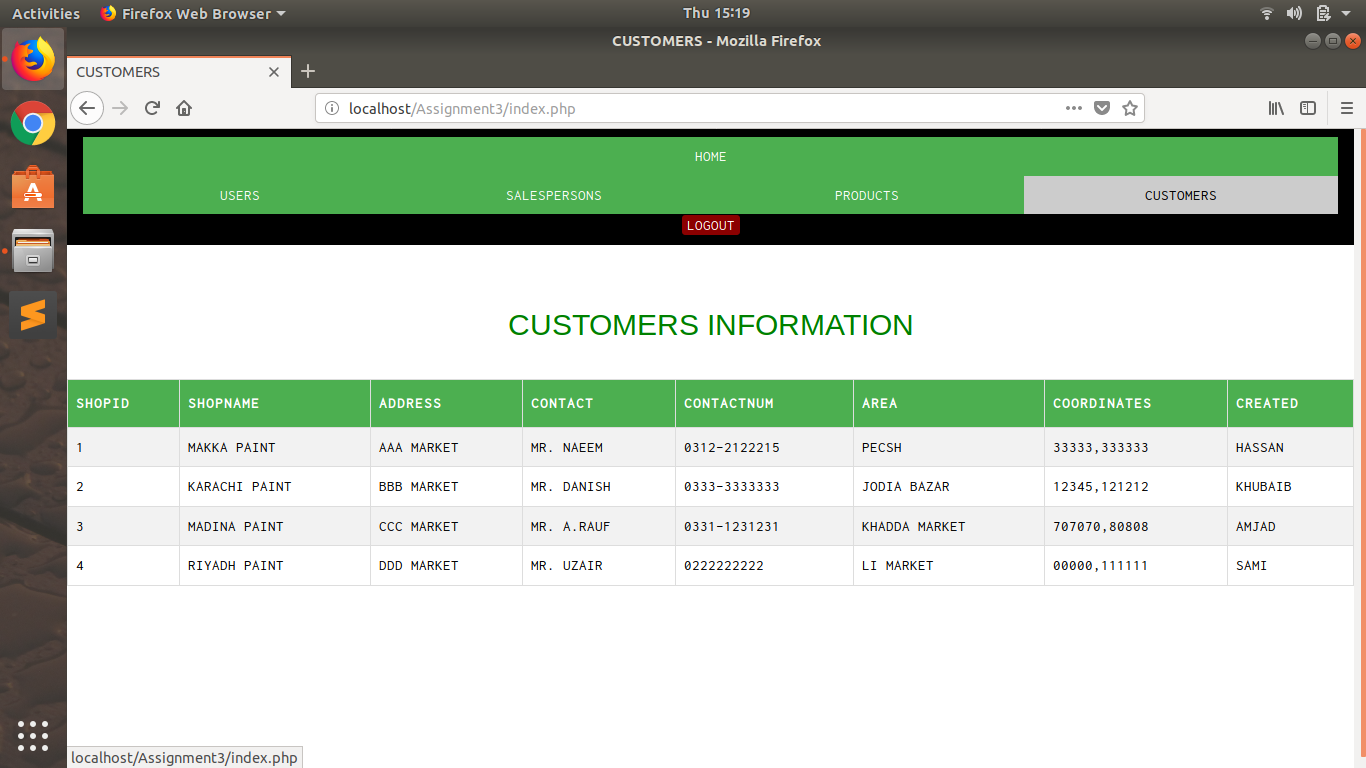 Activities Firefox Web Browser Thu 15:19
CUSTOMERS - Mozilla Firefox
CUSTOMERS
localhost/Assignment3/index.php
HOME
USERS SALESPERSONS PRODUCTS CUSTOMERS
LOGOUT
CUSTOMERS INFORMATION
SHOPID SHOPNAME ADDRESS CONTACT CONTACTNUM AREA COORDINATES CREATED
1 MAKKA PAINT AAA MARKET MR. NAEEM 0312-2122215 PECSH 33333,333333 HASSAN
2 KARACHI PAINT BBB MARKET MR. DANISH 0333-3333333 JODIA BAZAR 12345,121212 KHUBAIB
3 MADINA PAINT CCC MARKET MR. A.RAUF 0331-1231231 KHADDA MARKET 707070,80808 AMJAD
4 RIYADH PAINT DDD MARKET MR. UZAIR 0222222222 LI MARKET 00000,111111 SAMI
localhost/Assignment3/index.php